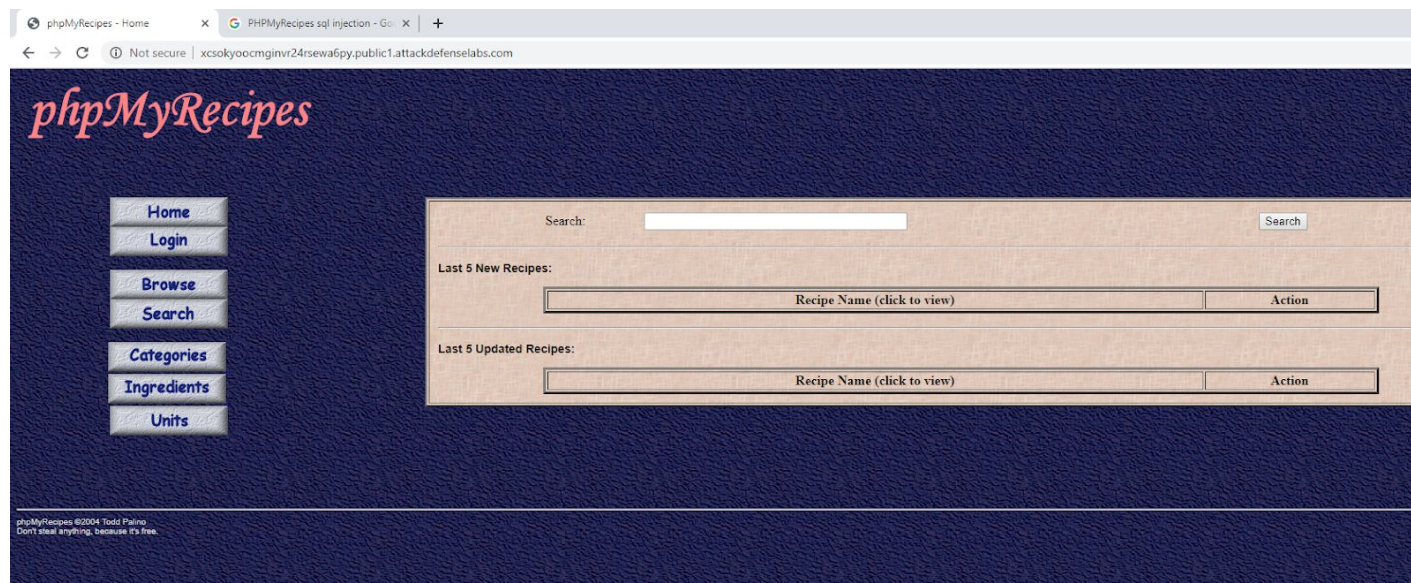 phpMyRecipes - Home
PHPMyRecipes sql injection - Go
Not secure | xcsokyoocmginvr24rsewa6py.public1.attackdefenselabs.com
phpMyRecipes
Home
Login
Browse
Search
Categories
Ingredients
Units
Search:
Search
Last 5 New Recipes:
Recipe Name (click to view) Action
Last 5 Updated Recipes:
Recipe Name (click to view) Action
phpMyRecipes ©2004 Todd Palino
Don't steal anything, because it's free.